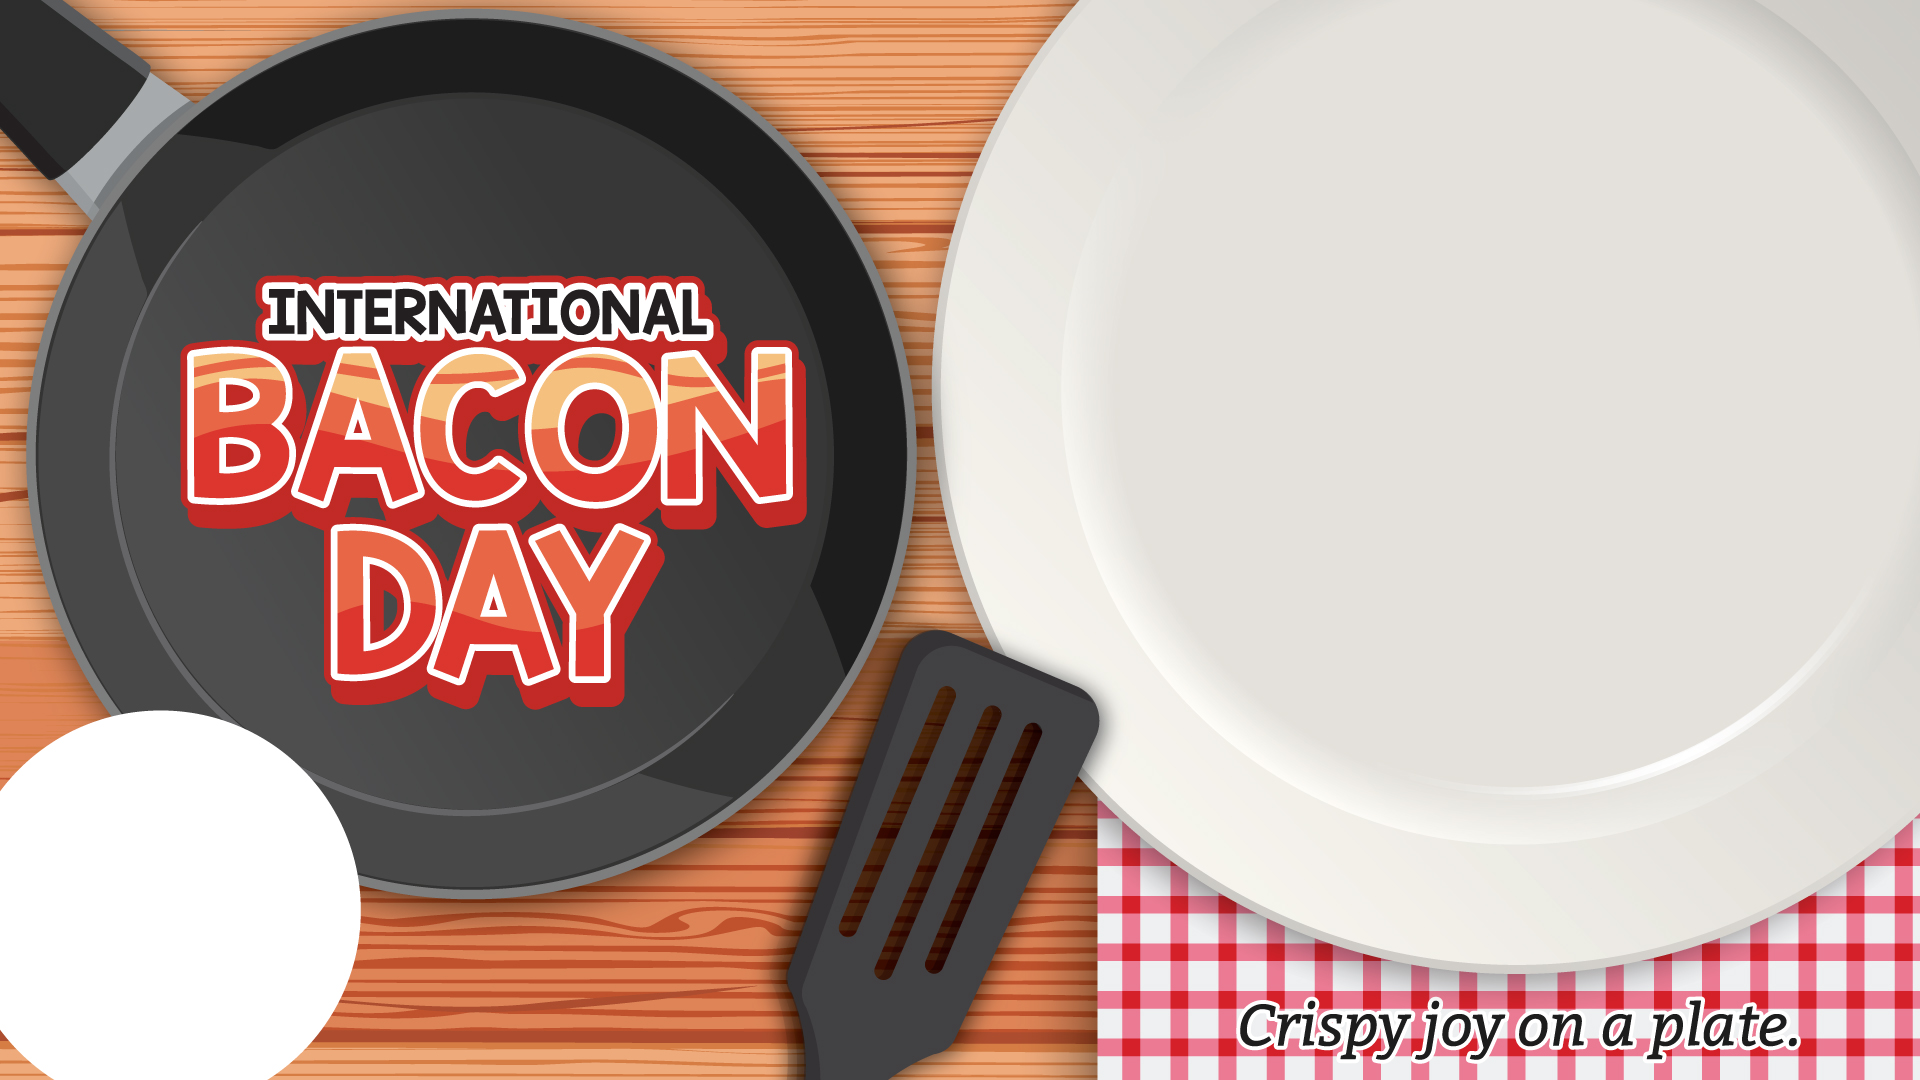 INTERNATIONAL
BACON
DAY
Crispy joy on a plate.